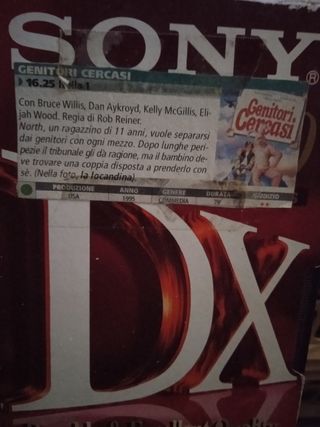 SONY
®
GENITORI CERCASI
16.25 Italia 1
Con Bruce Willis, Dan Aykroyd, Kelly McGillis, Eli-
jah Wood. Regia di Rob Reiner.
North, un ragazzino di 11 anni, vuole separarsi
dai genitori con ogni mezzo. Dopo lunghe peri-
pezie il tribunale gli dà ragione, ma il bambino de-
ve trovare una coppia disposta a prenderlo con
sé. (Nella foto, la locandina).
Genitori
Cercasi
PRODUZIONE ANNO GENERE DURATA GIUDIZIO
USA 1995 COMMEDIA 79' **
DX
Quality